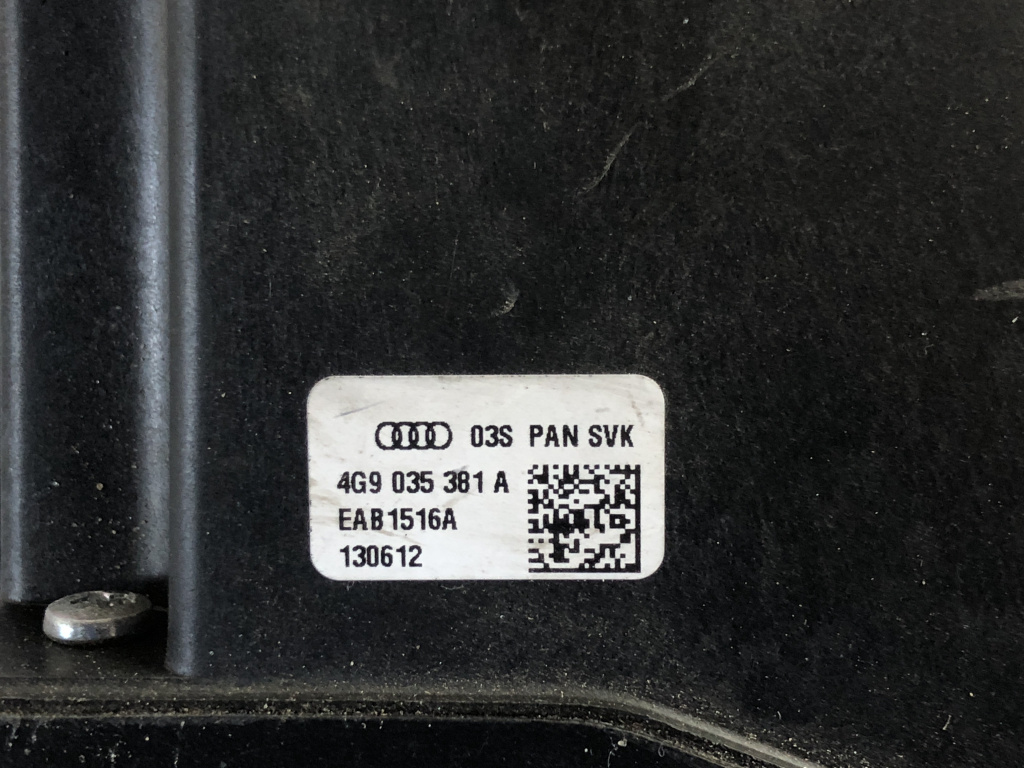 03S PAN SVK
4G9 035 381 A
EAB1516A
130612